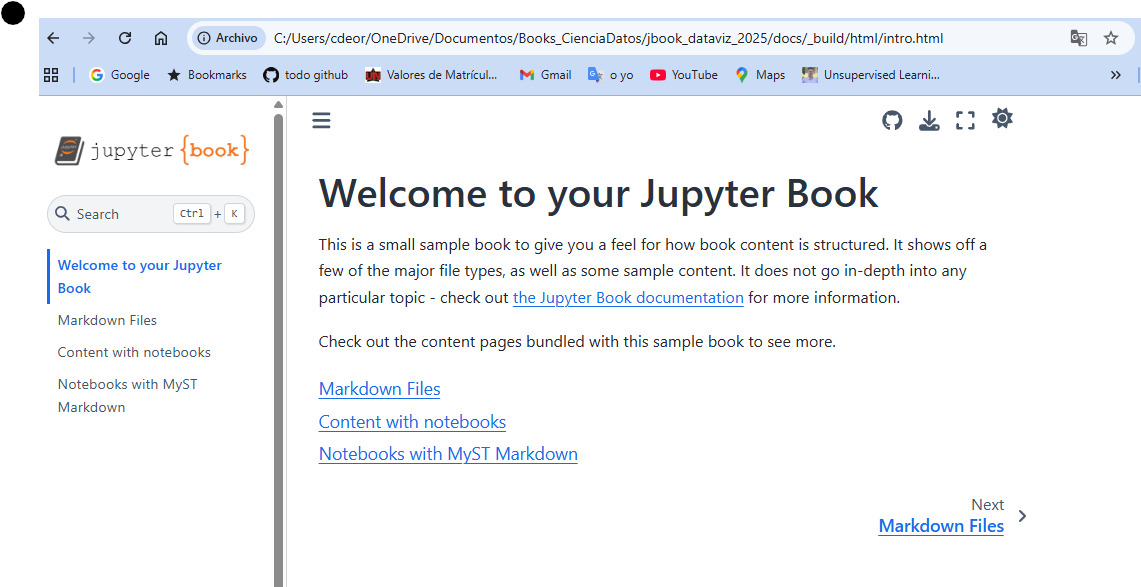 Archivo C:/Users/cdeor/OneDrive/Documentos/Books_CienciaDatos/jbook_dataviz_2025/docs/_build/html/intro.html
Google Bookmarks todo github Valores de Matrícul... Gmail o yo YouTube Maps Unsupervised Learni... »
jupyter {book}
Search Ctrl + K
Welcome to your Jupyter
Book
Markdown Files
Content with notebooks
Notebooks with MyST
Markdown
Welcome to your Jupyter Book
This is a small sample book to give you a feel for how book content is structured. It shows off a
few of the major file types, as well as some sample content. It does not go in-depth into any
particular topic - check out the Jupyter Book documentation for more information.
Check out the content pages bundled with this sample book to see more.
Markdown Files
Content with notebooks
Notebooks with MyST Markdown
Next
Markdown Files